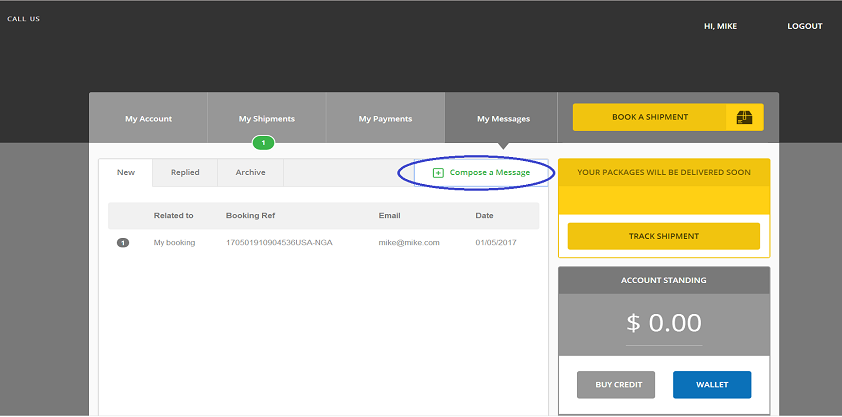 CALL US
HI, MIKE
LOGOUT
My Account
My Shipments
My Payments
My Messages
BOOK A SHIPMENT
1
New
Replied
Archive
Compose a Message
YOUR PACKAGES WILL BE DELIVERED SOON
Related to
Booking Ref
Email
Date
1
My booking
170501910904536USA-NGA
mike@mike.com
01/05/2017
TRACK SHIPMENT
ACCOUNT STANDING
$ 0.00
BUY CREDIT
WALLET